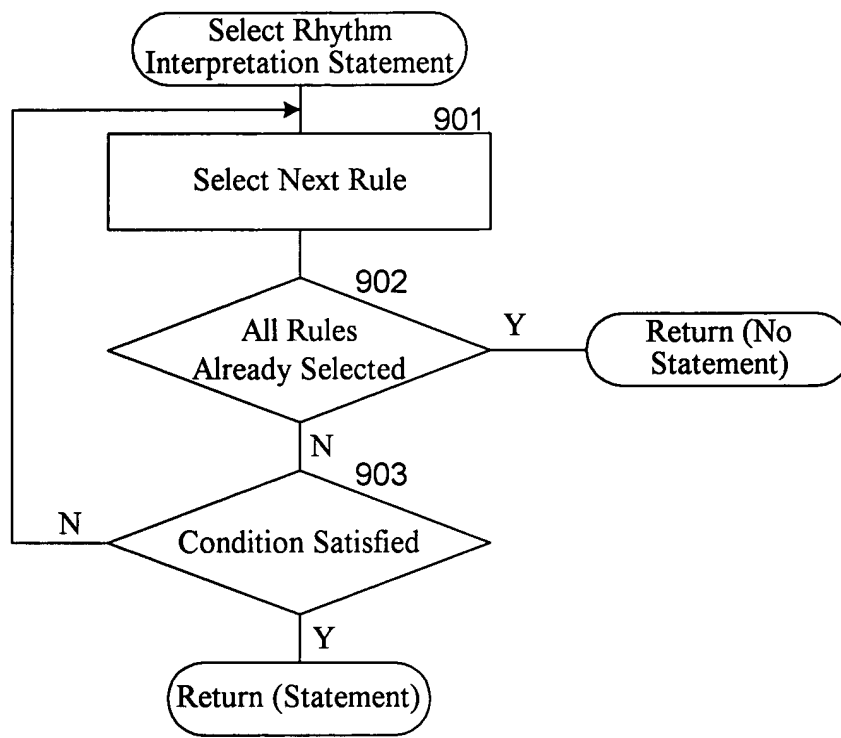 Select Rhythm
Interpretation Statement
901
Select Next Rule
902
All Rules
Already Selected
Y
Return (No
Statement)
N
903
Condition Satisfied
N
Y
Return (Statement)